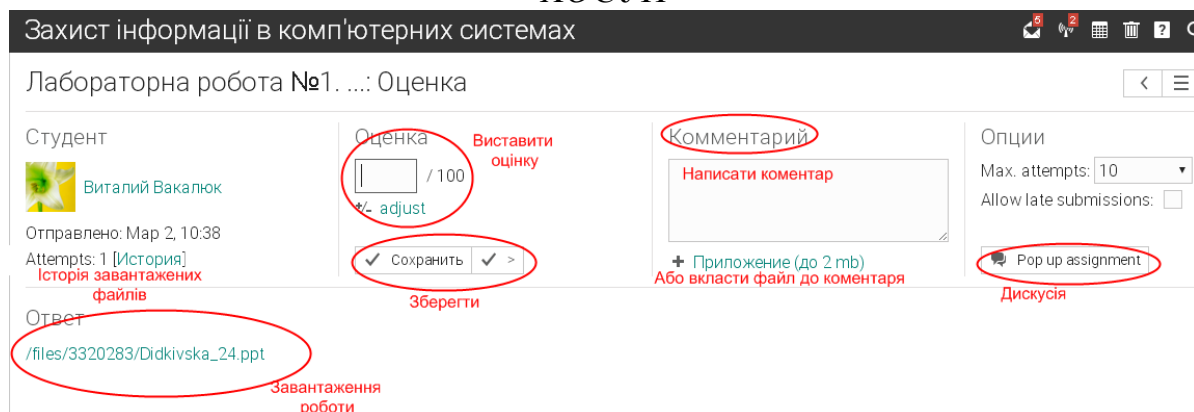 Захист інформації в комп'ютерних системах
5
2
Лабораторна робота №1. ...: Оценка
Студент
Виталий Вакалюк
Отправлено: Мар 2, 10:38
Attempts: 1 [История]
Історія завантажених
файлів
Оценка
/ 100
+/- adjust
Виставити
оцінку
Сохранить
>
Зберегти
Комментарий
Написати коментар
+ Приложение (до 2 mb)
Або вкласти файл до коментаря
Опции
Max. attempts: 10
Allow late submissions:
Pop up assignment
Дискусія
Ответ
/files/3320283/Didkivska_24.ppt
Завантаження
роботи